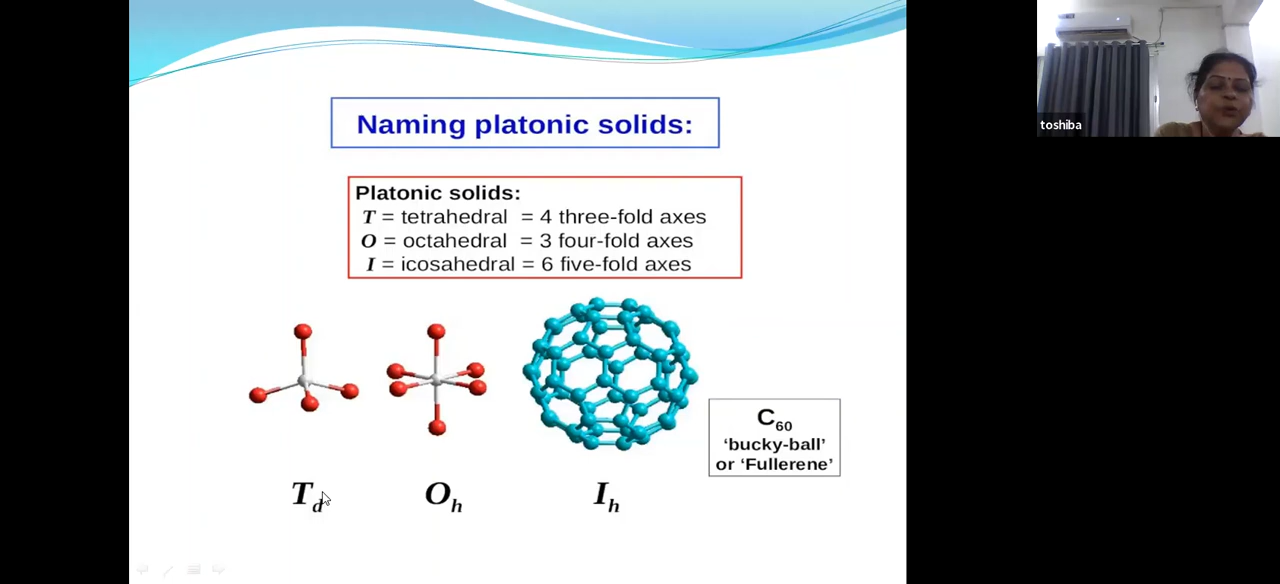 Naming platonic solids:
Platonic solids:
T = tetrahedral = 4 three-fold axes
O = octahedral = 3 four-fold axes
I = icosahedral = 6 five-fold axes
C60
‘bucky-ball’
or ‘Fullerene’
Td
Oh
Ih
toshiba